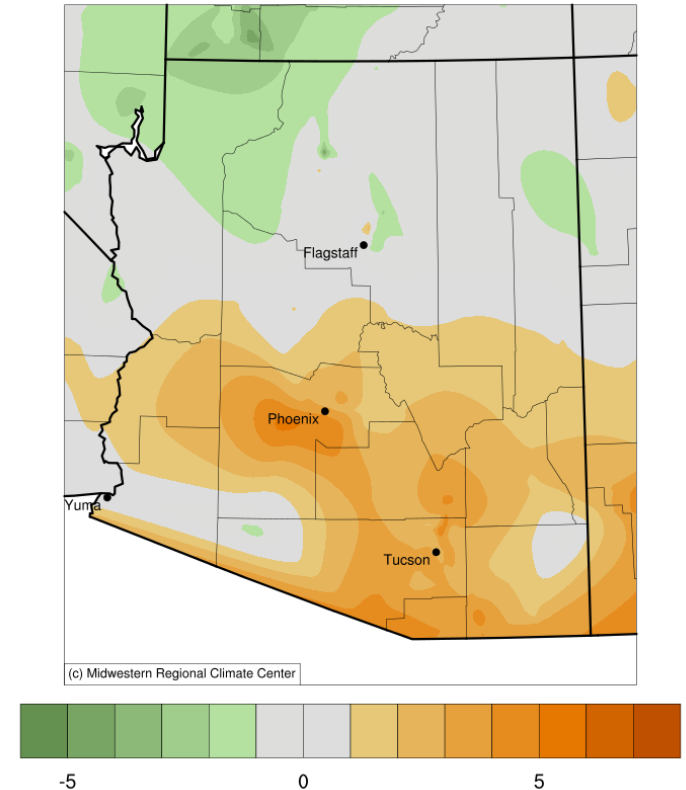 Flagstaff
Phoenix
Yuma
Tucson
(c) Midwestern Regional Climate Center
-5 0 5